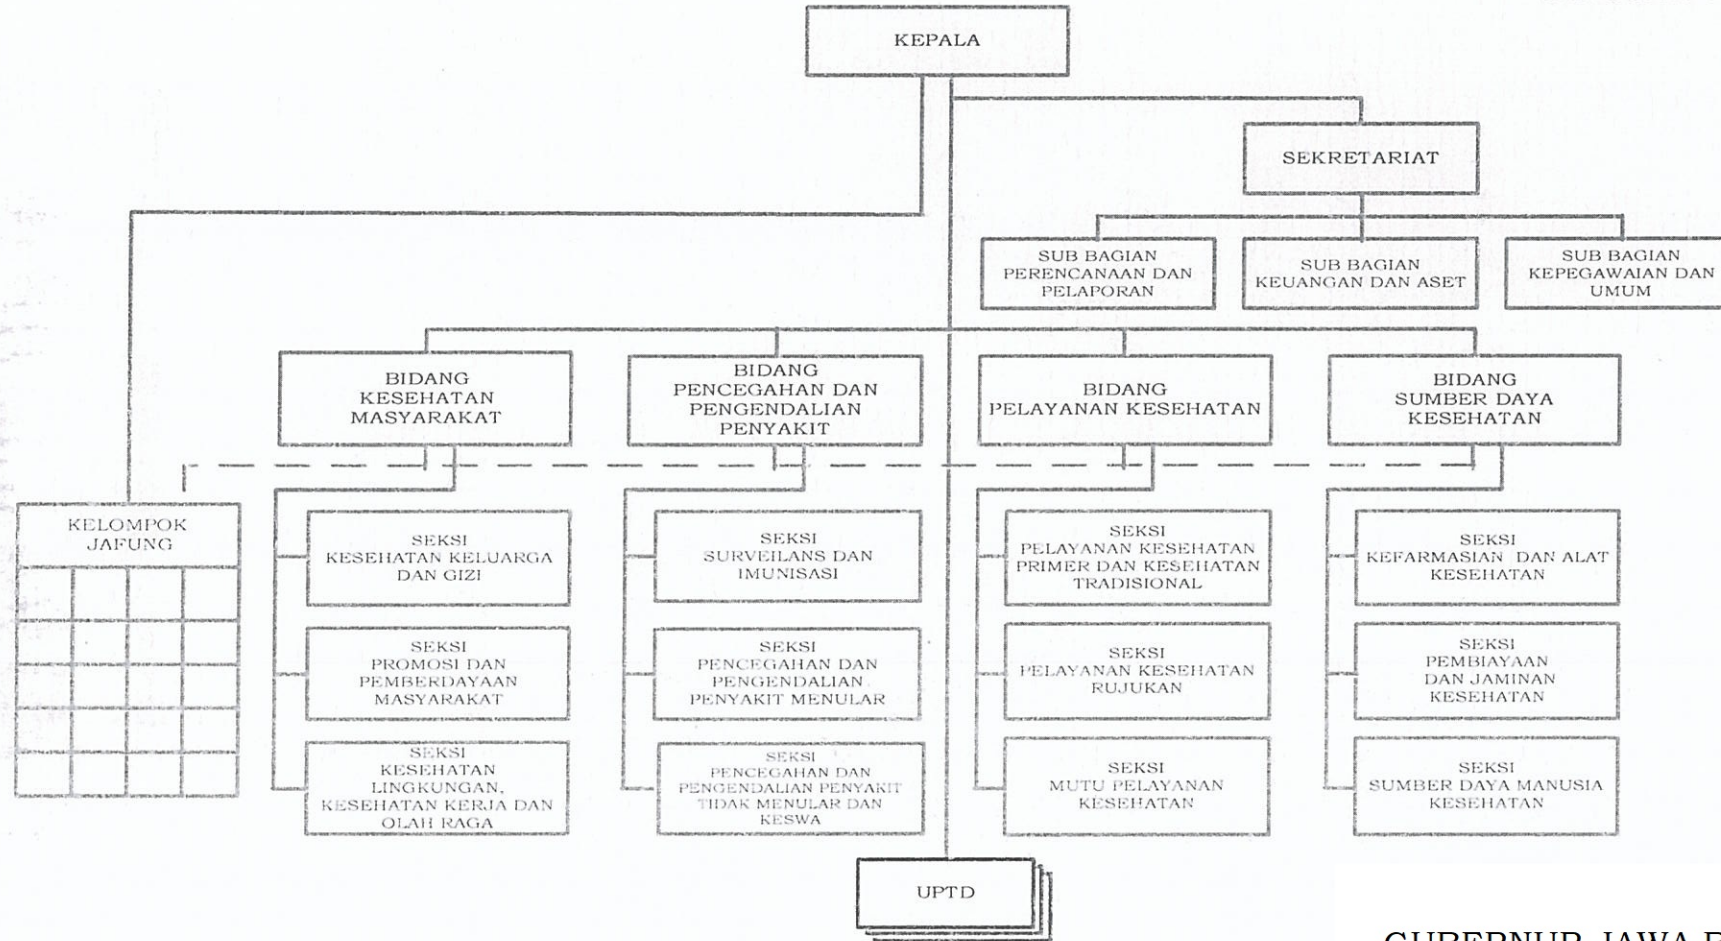 KEPALA
SEKRETARIAT
SUB BAGIAN
PERENCANAAN DAN
PELAPORAN
SUB BAGIAN
KEUANGAN DAN ASET
SUB BAGIAN
KEPEGAWAIAN DAN
UMUM
BIDANG
KESEHATAN
MASYARAKAT
BIDANG
PENCEGAHAN DAN
PENGENDALIAN
PENYAKIT
BIDANG
PELAYANAN KESEHATAN
BIDANG
SUMBER DAYA
KESEHATAN
KELOMPOK
JAFUNG
SEKSI
KESEHATAN KELUARGA
DAN GIZI
SEKSI
SURVEILANS DAN
IMUNISASI
SEKSI
PELAYANAN KESEHATAN
PRIMER DAN KESEHATAN
TRADISIONAL
SEKSI
KEFARMASIAN DAN ALAT
KESEHATAN
SEKSI
PROMOSI DAN
PEMBERDAYAAN
MASYARAKAT
SEKSI
PENCEGAHAN DAN
PENGENDALIAN
PENYAKIT MENULAR
SEKSI
PELAYANAN KESEHATAN
RUJUKAN
SEKSI
PEMBIAYAAN
DAN JAMINAN
KESEHATAN
SEKSI
KESEHATAN
LINGKUNGAN,
KESEHATAN KERJA DAN
OLAH RAGA
SEKSI
PENCEGAHAN DAN
PENGENDALIAN PENYAKIT
TIDAK MENULAR DAN
KESWA
SEKSI
MUTU PELAYANAN
KESEHATAN
SEKSI
SUMBER DAYA MANUSIA
KESEHATAN
UPTD
GUBERNUR JAWA